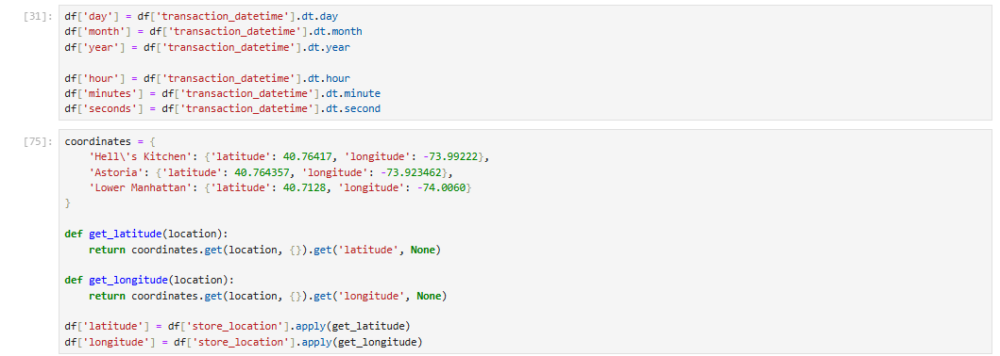 [31]:
df['day'] = df['transaction_datetime'].dt.day
df['month'] = df['transaction_datetime'].dt.month
df['year'] = df['transaction_datetime'].dt.year
df['hour'] = df['transaction_datetime'].dt.hour
df['minutes'] = df['transaction_datetime'].dt.minute
df['seconds'] = df['transaction_datetime'].dt.second
[75]:
coordinates = {
    'Hell\'s Kitchen': {'latitude': 40.76417, 'longitude': -73.99222},
    'Astoria': {'latitude': 40.764357, 'longitude': -73.923462},
    'Lower Manhattan': {'latitude': 40.7128, 'longitude': -74.0060}
}
def get_latitude(location):
    return coordinates.get(location, {}).get('latitude', None)
def get_longitude(location):
    return coordinates.get(location, {}).get('longitude', None)
df['latitude'] = df['store_location'].apply(get_latitude)
df['longitude'] = df['store_location'].apply(get_longitude)